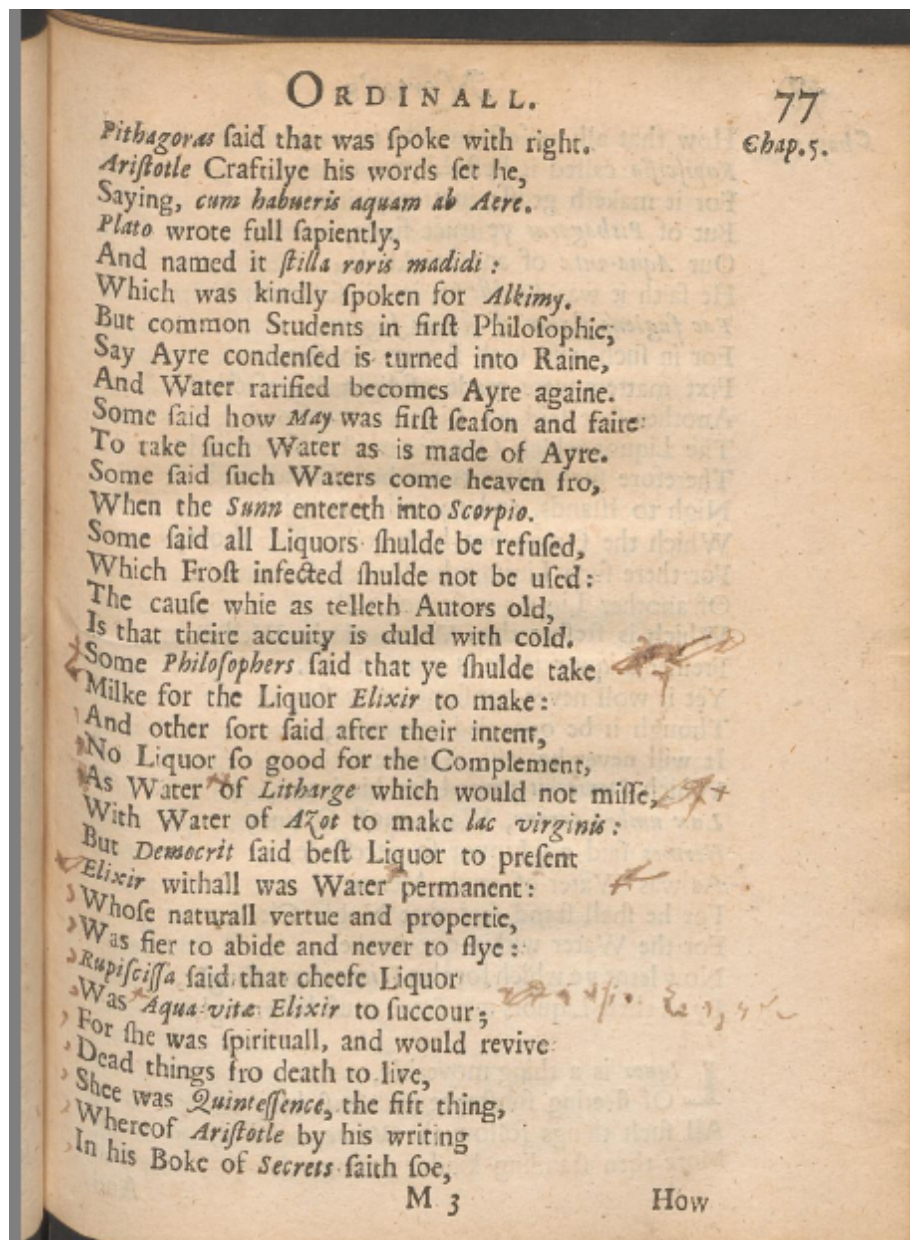 ORDINALL.
77
Chap. 5.
Pithagoras ſaid that was ſpoke with right.
Ariſtotle Craftilye his words ſet he,
Saying, cum habueris aquam ab Aere.
Plato wrote full ſapiently,
And named it ſtilla roris madidi :
Which was kindly ſpoken for Alkimy.
But common Students in firſt Philoſophie,
Say Ayre condenſed is turned into Raine,
And Water rarified becomes Ayre againe.
Some ſaid how May was firſt ſeaſon and faire
To take ſuch Water as is made of Ayre.
Some ſaid ſuch Waters come heaven fro,
When the Sunn entereth into Scorpio.
Some ſaid all Liquors ſhulde be refuſed,
Which Froſt infected ſhulde not be uſed :
The cauſe whie as telleth Autors old,
Is that theire accuity is duld with cold.
Some Philoſophers ſaid that ye ſhulde take
Milke for the Liquor Elixir to make :
And other ſort ſaid after their intent,
No Liquor ſo good for the Complement,
As Water of Litharge which would not miſſe,
With Water of Azot to make lac virginis :
But Democrit ſaid beſt Liquor to preſent
Elixir withall was Water permanent :
Whoſe naturall vertue and propertie,
Was fier to abide and never to flye :
Rupiſciſſa ſaid that cheefe Liquor
Was Aqua vitæ Elixir to ſuccour ;
For ſhe was ſpirituall, and would revive
Dead things fro death to live,
Shee was Quinteſſence, the fift thing,
Whereof Ariſtotle by his writing
In his Boke of Secrets ſaith ſoe,
M 3
How